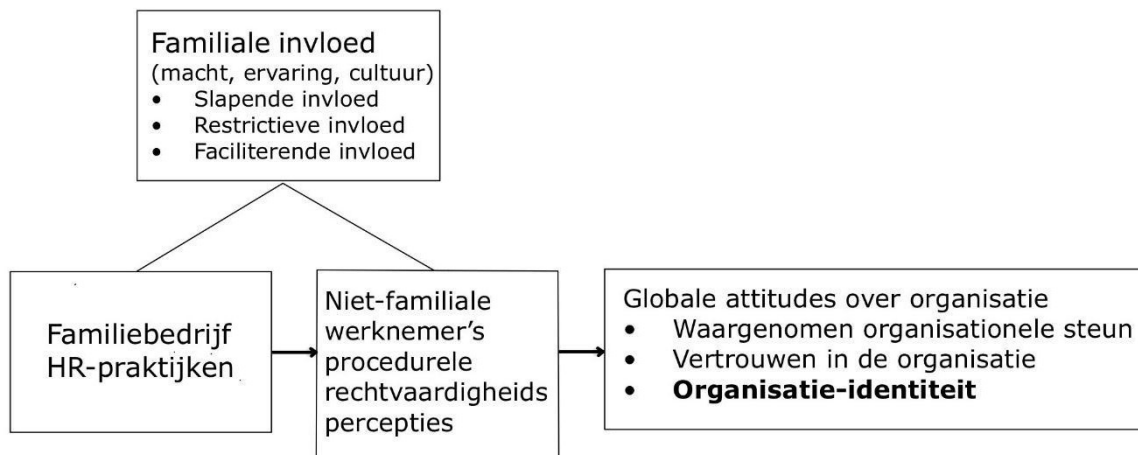 Familiale invloed
(macht, ervaring, cultuur)
• Slapende invloed
• Restrictieve invloed
• Faciliterende invloed
Familiebedrijf
HR-praktijken
Niet-familiale
werknemer's
procedurele
rechtvaardigheids
percepties
Globale attitudes over organisatie
• Waargenomen organisationele steun
• Vertrouwen in de organisatie
• Organisatie-identiteit